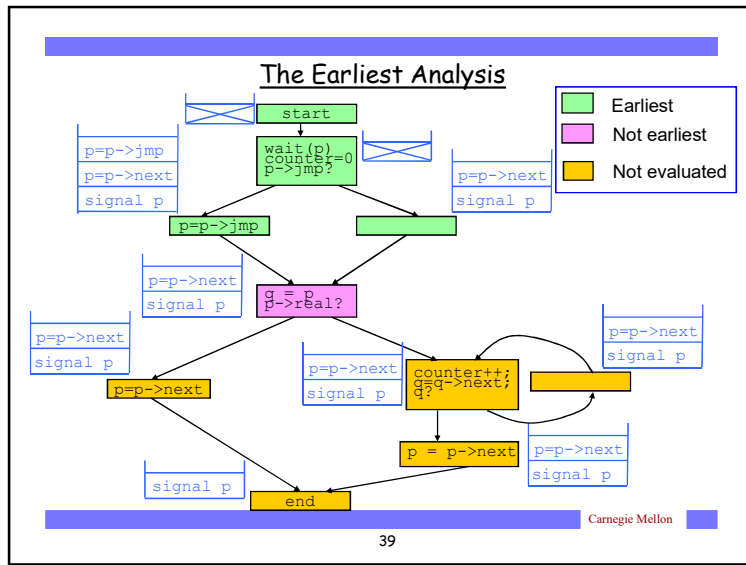 The Earliest Analysis
Earliest
Not earliest
Not evaluated
start
wait(p)
counter=0
p->jmp?
p=p->jmp
p=p->next
signal p
p=p->next
signal p
p=p->jmp
p=p->next
signal p
q = p
p->real?
p=p->next
signal p
p=p->next
signal p
p=p->next
signal p
counter++;
q=q->next;
q?
p=p->next
p = p->next
p=p->next
signal p
signal p
end
Carnegie Mellon
39